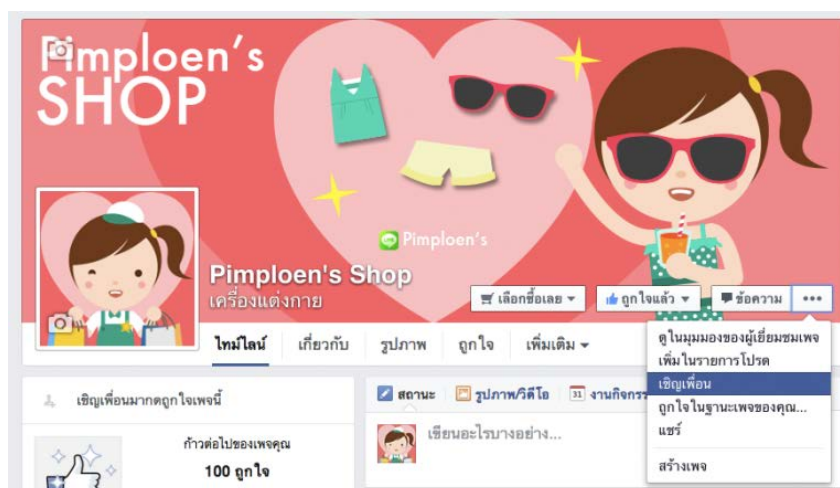 Pimploen's
SHOP
Pimploen's
Pimploen's Shop
เครื่องแต่งกาย
เลือกซื้อเลย
ถูกใจแล้ว
ข้อความ
ไทม์ไลน์ เกี่ยวกับ รูปภาพ ถูกใจ เพิ่มเติม
ดูในมุมมองของผู้เยี่ยมชมเพจ
เพิ่มในรายการโปรด
เชิญเพื่อน
ถูกใจในฐานะเพจของคุณ...
แชร์
สร้างเพจ
เชิญเพื่อนมากดถูกใจเพจนี้
ก้าวต่อไปของเพจคุณ
100 ถูกใจ
สถานะ รูปภาพ/วิดีโอ 31 งานกิจกร
เขียนอะไรบางอย่าง...